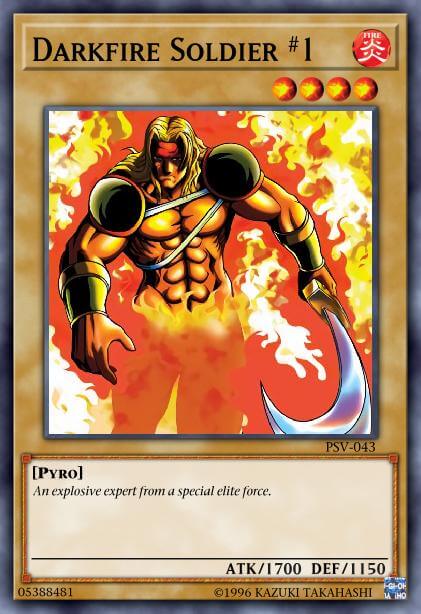 DARKFIRE SOLDIER #1
FIRE
炎
PSV-043
[PYRO]
An explosive expert from a special elite force.
ATK/1700 DEF/1150
05388481
©1996 KAZUKI TAKAHASHI